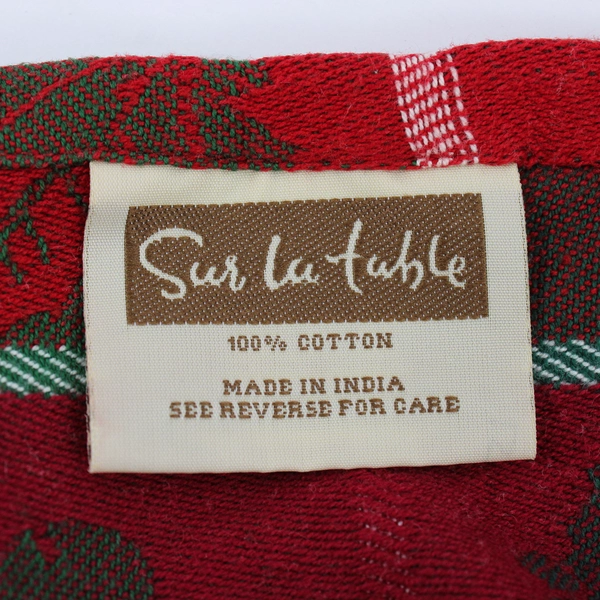 Sur la table
100% COTTON
MADE IN INDIA
SEE REVERSE FOR CARE